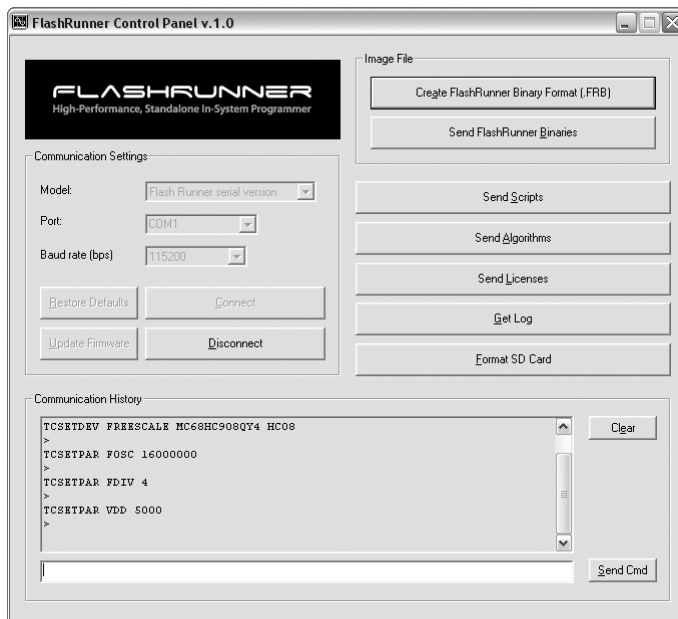 FlashRunner Control Panel v.1.0
FLASHRUNNER
High-Performance, Standalone In-System Programmer
Communication Settings
Model:
Flash Runner serial version
Port:
COM1
Baud rate (bps)
115200
Restore Defaults
Connect
Update Firmware
Disconnect
Image File
Create FlashRunner Binary Format (.FRB)
Send FlashRunner Binaries
Send Scripts
Send Algorithms
Send Licenses
Get Log
Format SD Card
Communication History
TCSETDEV FREESCALE MC68HC908QY4 HC08
>
TCSETPAR FOSC 16000000
>
TCSETPAR FDIV 4
>
TCSETPAR VDD 5000
>
Clear
Send Cmd